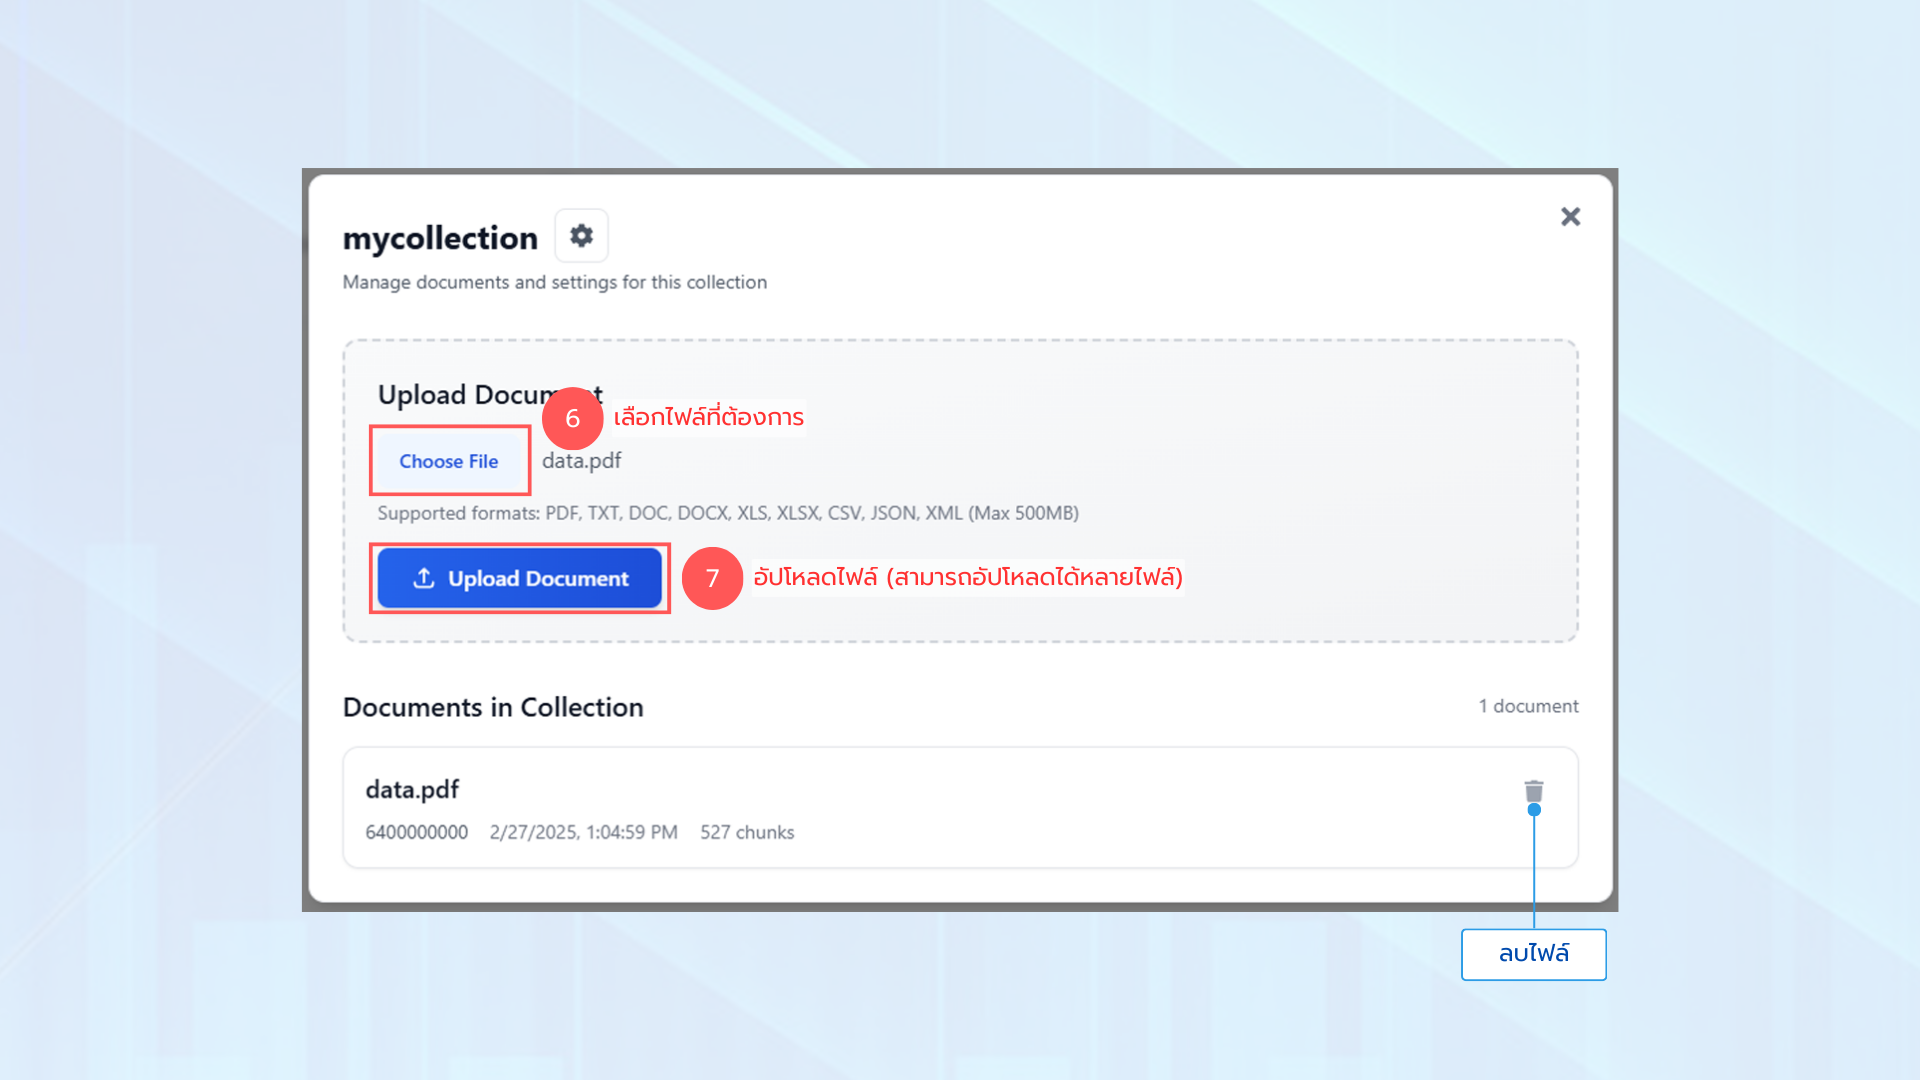 mycollection
Manage documents and settings for this collection
Upload Document
6 เลือกไฟล์ที่ต้องการ
Choose File data.pdf
Supported formats: PDF, TXT, DOC, DOCX, XLS, XLSX, CSV, JSON, XML (Max 500MB)
Upload Document 7 อัปโหลดไฟล์ (สามารถอัปโหลดได้หลายไฟล์)
Documents in Collection 1 document
data.pdf
6400000000 2/27/2025, 1:04:59 PM 527 chunks
ลบไฟล์